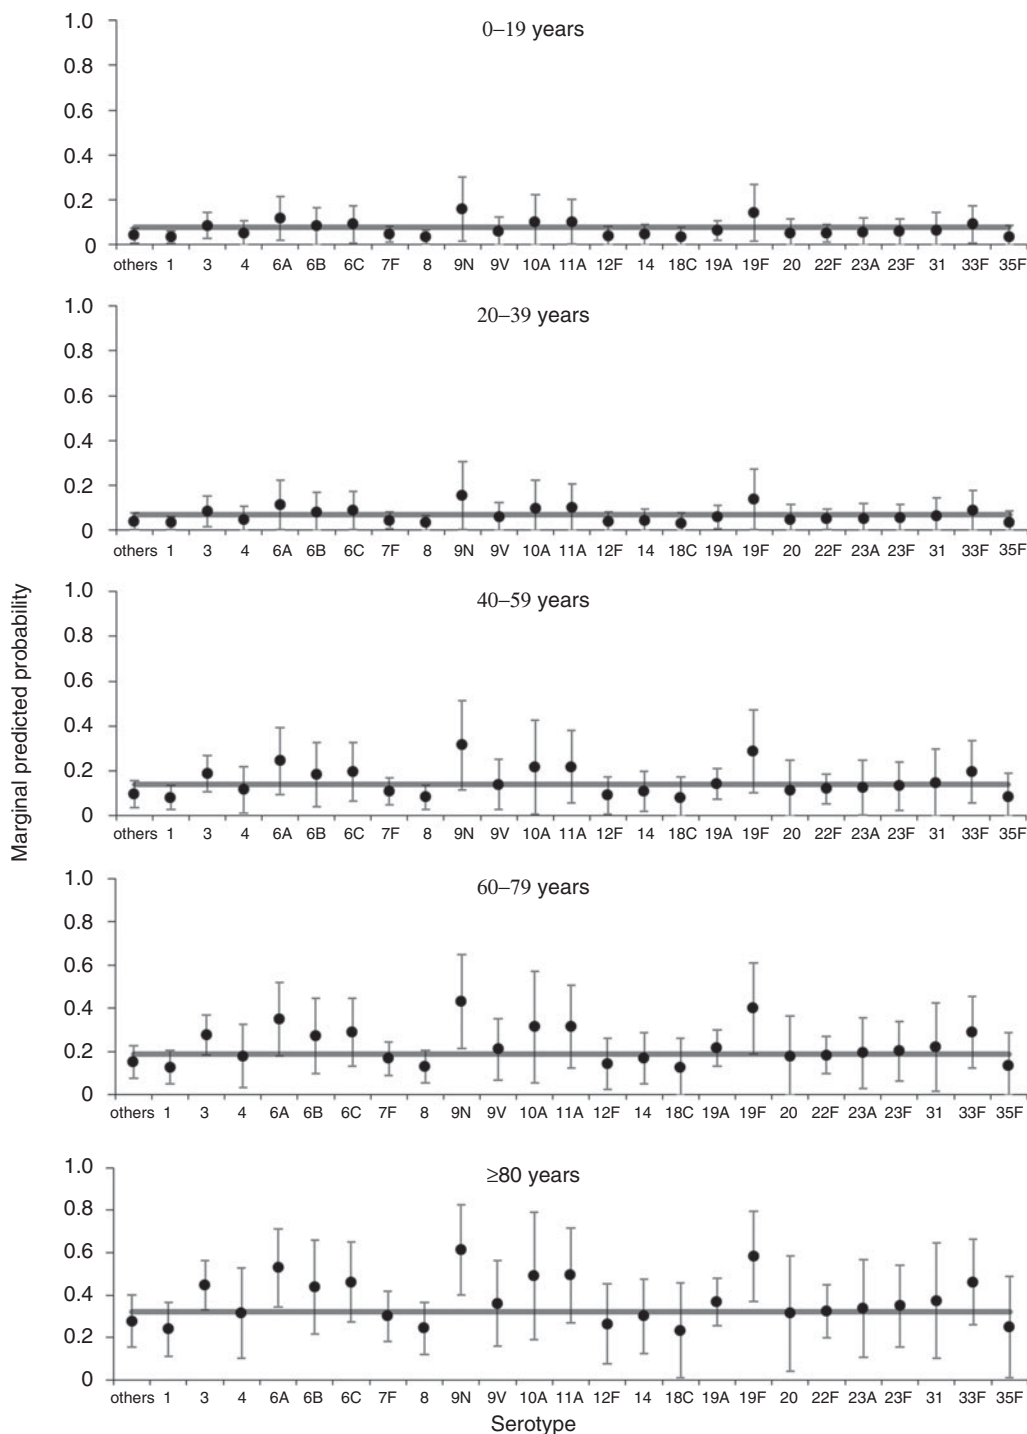 0–19 years
1.0
0.8
0.6
0.4
0.2
0
others 1 3 4 6A 6B 6C 7F 8 9N 9V 10A 11A 12F 14 18C 19A 19F 20 22F 23A 23F 31 33F 35F
20–39 years
1.0
0.8
0.6
0.4
0.2
0
others 1 3 4 6A 6B 6C 7F 8 9N 9V 10A 11A 12F 14 18C 19A 19F 20 22F 23A 23F 31 33F 35F
Marginal predicted probability
40–59 years
1.0
0.8
0.6
0.4
0.2
0
others 1 3 4 6A 6B 6C 7F 8 9N 9V 10A 11A 12F 14 18C 19A 19F 20 22F 23A 23F 31 33F 35F
60–79 years
1.0
0.8
0.6
0.4
0.2
0
others 1 3 4 6A 6B 6C 7F 8 9N 9V 10A 11A 12F 14 18C 19A 19F 20 22F 23A 23F 31 33F 35F
≥80 years
1.0
0.8
0.6
0.4
0.2
0
others 1 3 4 6A 6B 6C 7F 8 9N 9V 10A 11A 12F 14 18C 19A 19F 20 22F 23A 23F 31 33F 35F
Serotype